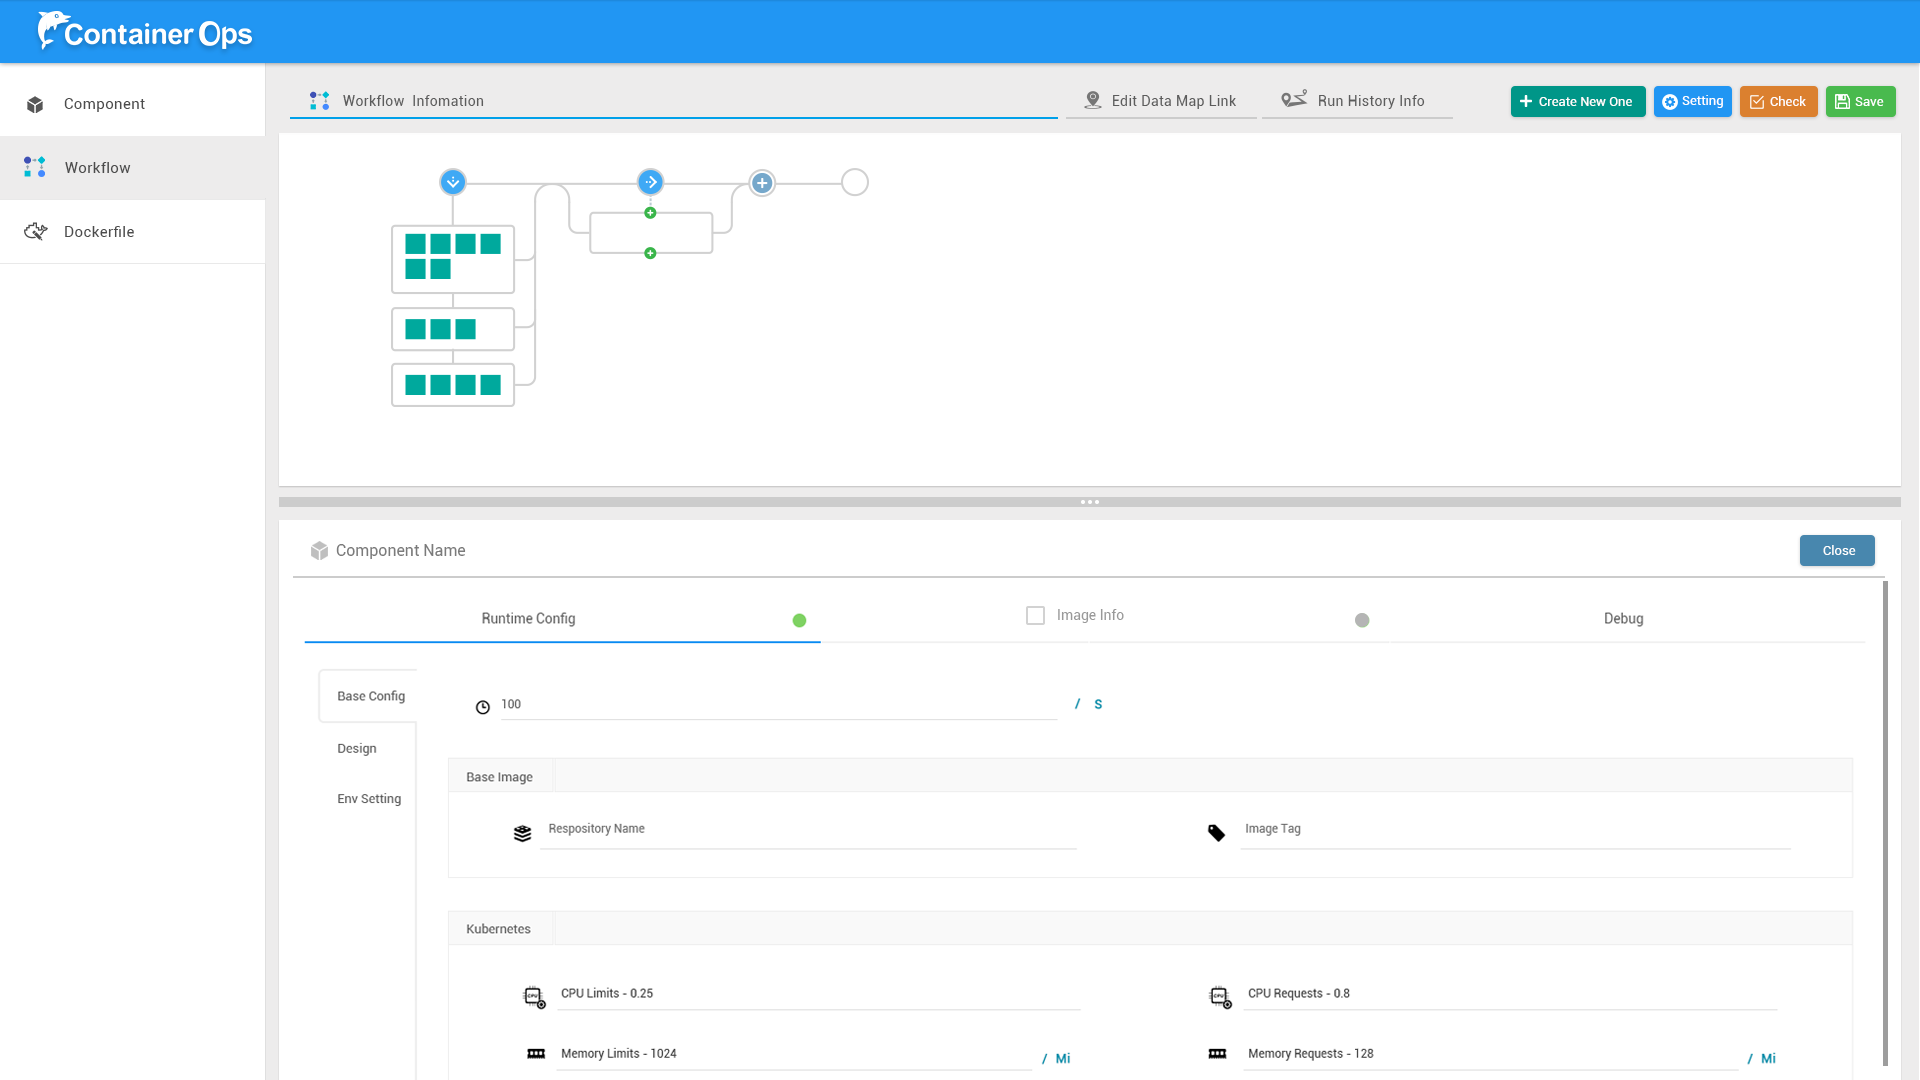 Container Ops
Component
Workflow
Dockerfile
Workflow Infomation
Edit Data Map Link
Run History Info
Create New One
Setting
Check
Save
Component Name
Close
Runtime Config
Image Info
Debug
Base Config
Design
Env Setting
100
/ S
Base Image
Respository Name
Image Tag
Kubernetes
CPU
CPU Limits - 0.25
CPU
CPU Requests - 0.8
Memory Limits - 1024
/ Mi
Memory Requests - 128
/ Mi